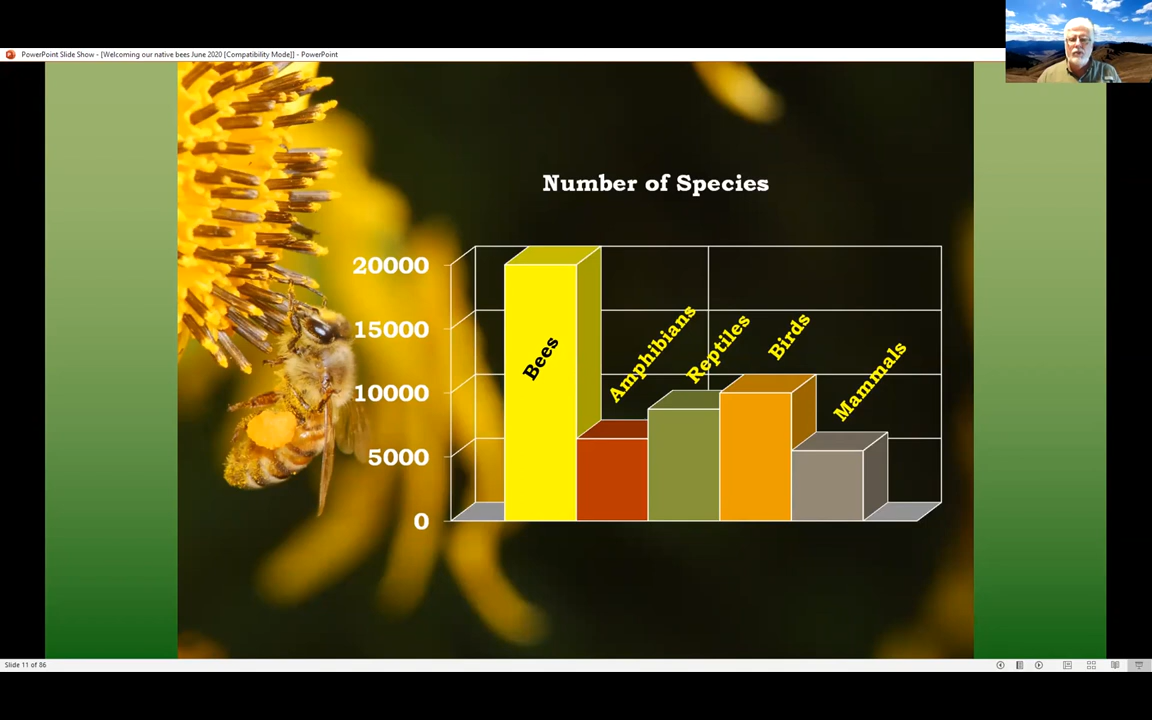 PowerPoint Slide Show - [Welcoming our native bees June 2020 [Compatibility Mode]] - PowerPoint
Number of Species
20000
15000
10000
5000
0
Bees
Amphibians
Reptiles
Birds
Mammals
Slide 11 of 86